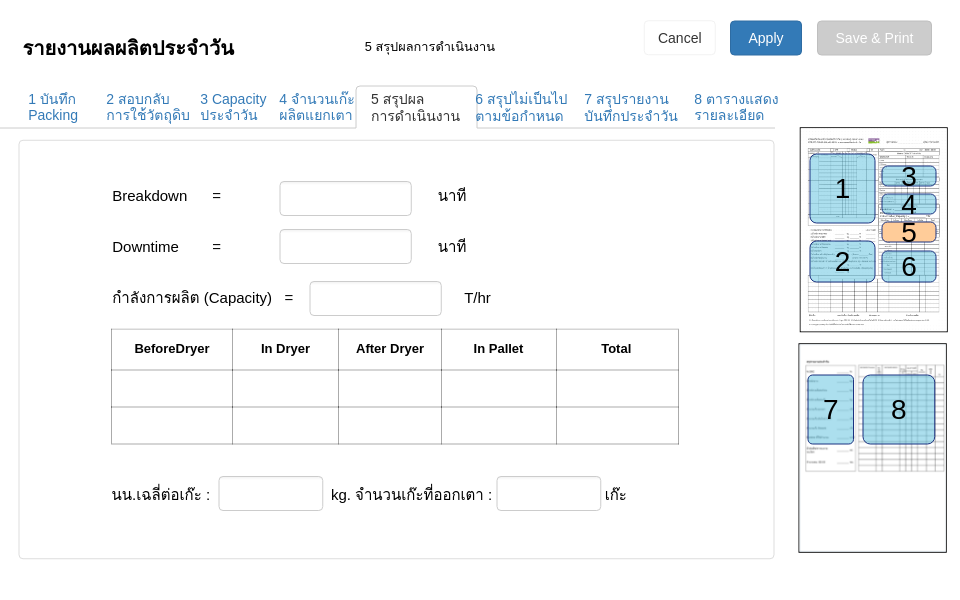 รายงานผลผลิตประจำวัน
5 สรุปผลการดำเนินงาน
Cancel
Apply
Save & Print
1 บันทึก
Packing
2 สอบกลับ
การใช้วัตถุดิบ
3 Capacity
ประจำวัน
4 จำนวนเก๊ะ
ผลิตแยกเตา
5 สรุปผล
การดำเนินงาน
6 สรุปไม่เป็นไป
ตามข้อกำหนด
7 สรุปรายงาน
บันทึกประจำวัน
8 ตารางแสดง
รายละเอียด
Breakdown =
นาที
Downtime =
นาที
กำลังการผลิต (Capacity) =
T/hr
BeforeDryer In Dryer After Dryer In Pallet Total
นน.เฉลี่ต่อเก๊ะ :
kg. จำนวนเก๊ะที่ออกเตา :
เก๊ะ
1
2
3
4
5
6
7
8